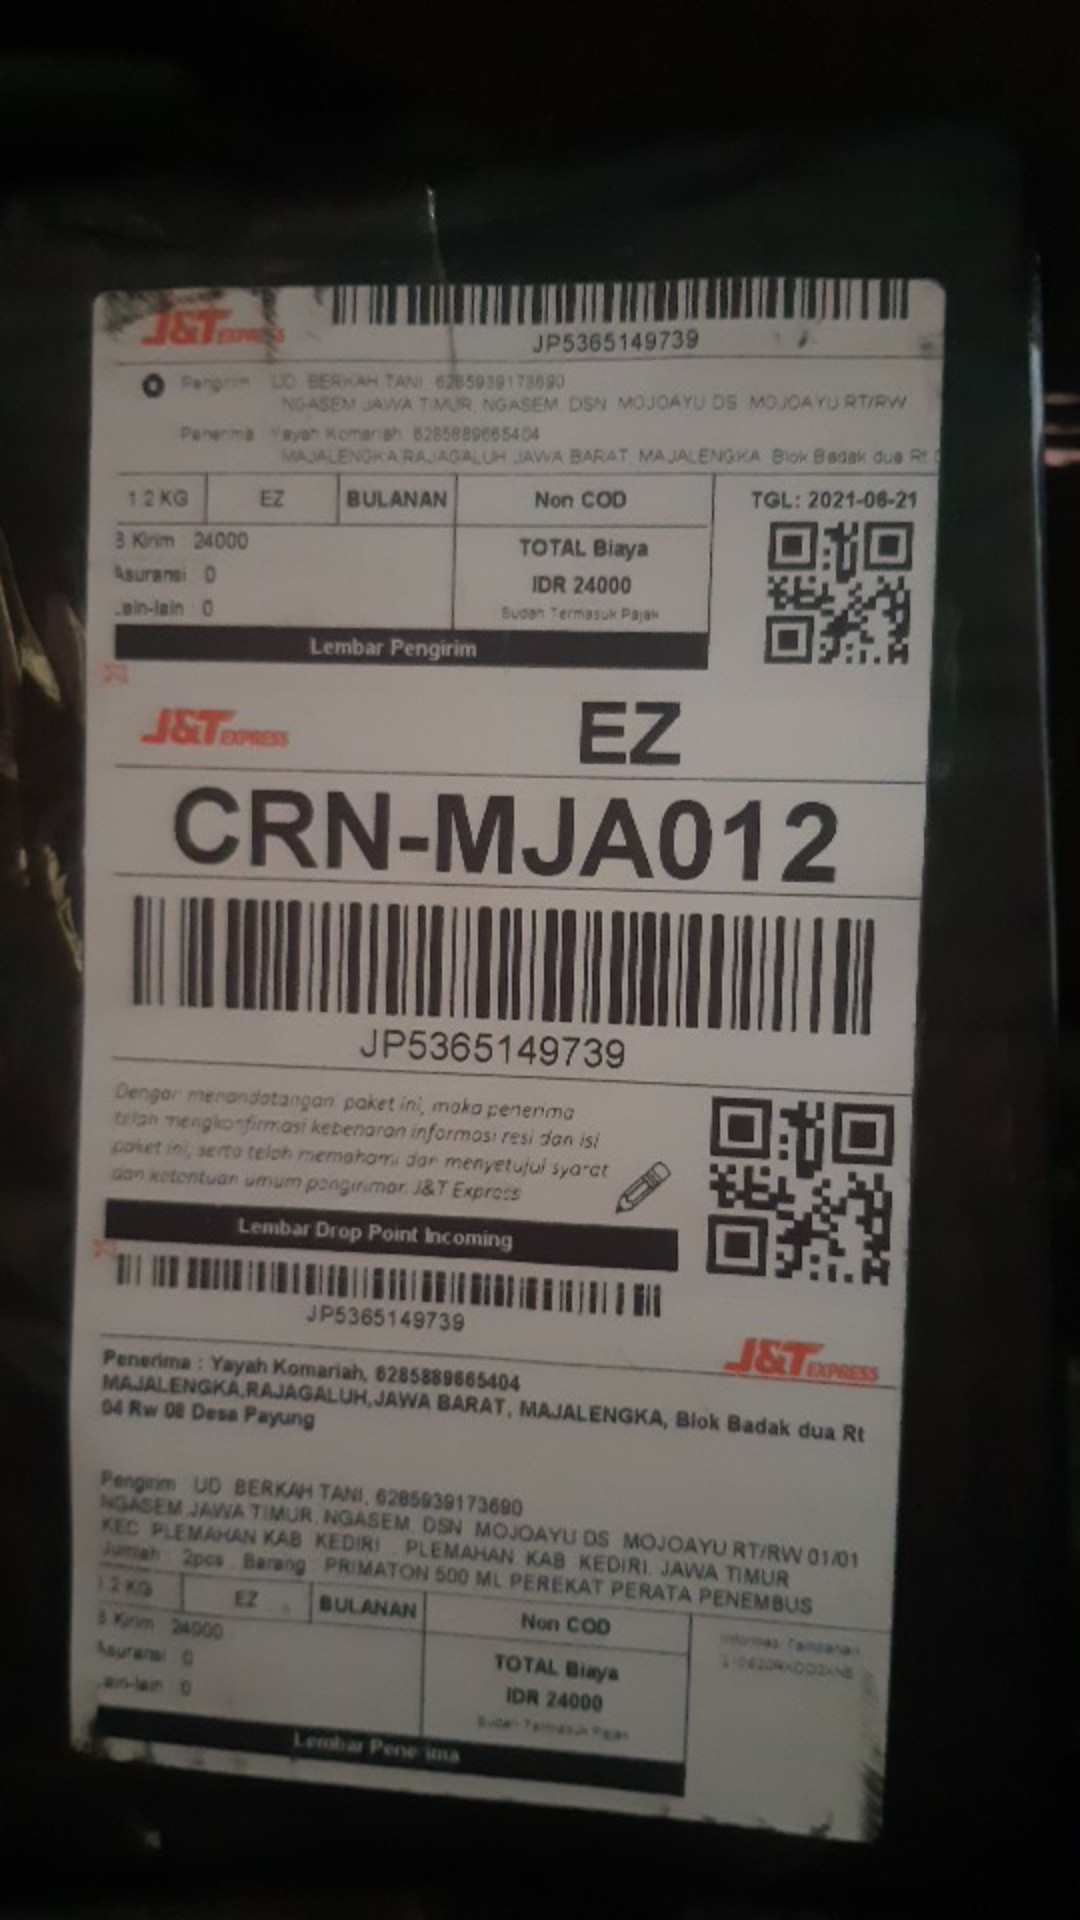 J&T EXPRESS
JP5365149739
Pengirim : UD BERKAH TANI, 6285939173690
NGASEM,JAWA TIMUR, NGASEM, DSN MOJOAYU DS MOJOAYU RT/RW
Penerima : Yayah Komariah, 6285889665404
MAJALENGKA,RAJAGALUH,JAWA BARAT, MAJALENGKA, Blok Badak dua Rt
1.2 KG EZ BULANAN Non COD TGL: 2021-06-21
B Kirim : 24000
TOTAL Biaya
Asuransi : 0
IDR 24000
Lain-lain : 0
Sudah Termasuk Pajak
Lembar Pengirim
J&T EXPRESS EZ
CRN-MJA012
JP5365149739
Dengan menandatangani paket ini, maka penerima
telah mengkonfirmasi kebenaran informasi resi dan isi
paket ini, serta telah memahami dan menyetujui syarat
dan ketentuan umum pengiriman J&T Express
Lembar Drop Point Incoming
JP5365149739
J&T EXPRESS
Penerima : Yayah Komariah, 6285889665404
MAJALENGKA,RAJAGALUH,JAWA BARAT, MAJALENGKA, Blok Badak dua Rt
04 Rw 08 Desa Payung
Pengirim : UD BERKAH TANI, 6285939173690
NGASEM,JAWA TIMUR, NGASEM, DSN MOJOAYU DS MOJOAYU RT/RW 01/01
KEC PLEMAHAN KAB KEDIRI , PLEMAHAN, KAB KEDIRI, JAWA TIMUR
Jumlah : 2pcs , Barang : PRIMATON 500 ML PEREKAT PERATA PENEMBUS
1.2 KG EZ BULANAN Non COD
B Kirim : 24000
TOTAL Biaya
Asuransi : 0
IDR 24000
Lain-lain : 0
Sudah Termasuk Pajak
Informasi Tambahan
Lembar Penerima